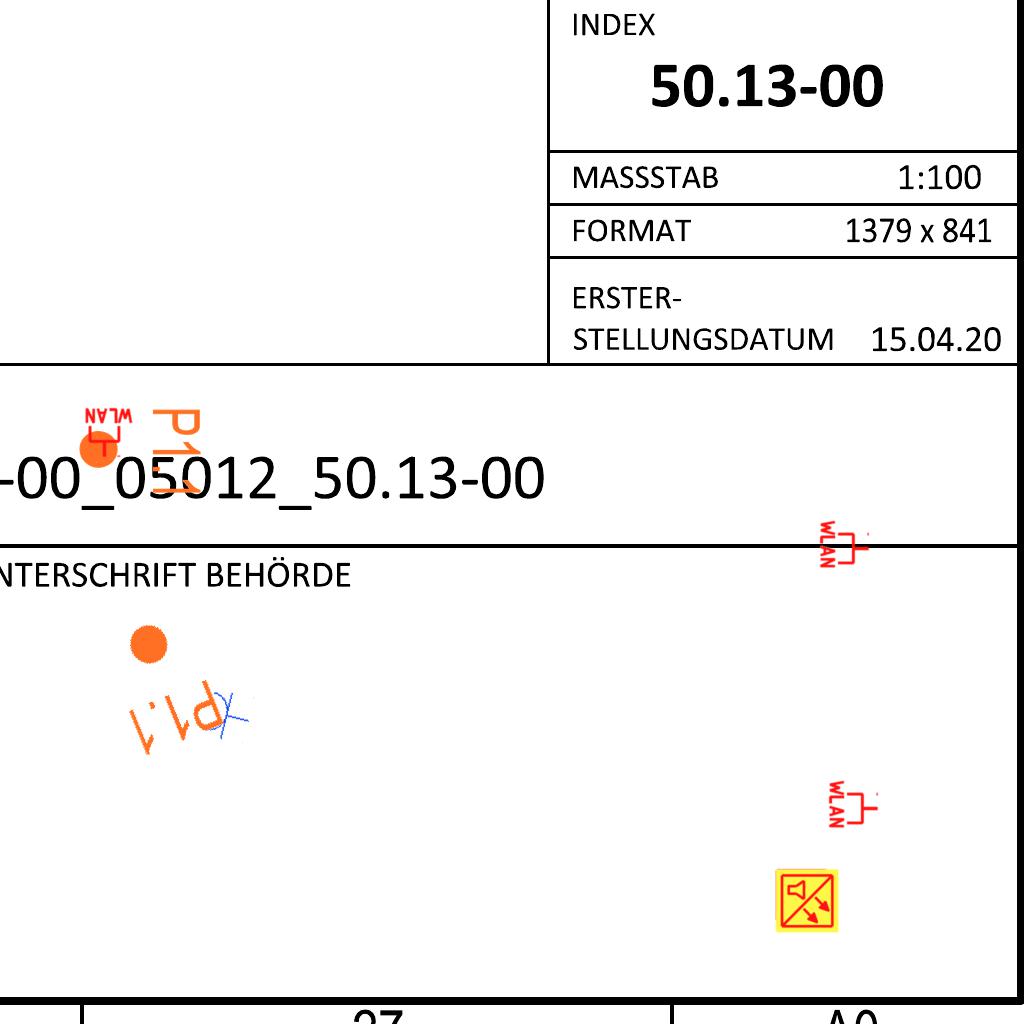 INDEX
50.13-00
MASSSTAB 1:100
FORMAT 1379 x 841
ERSTER-
STELLUNGSDATUM 15.04.20
WLAN
P1.1
-00_05012_50.13-00
WLAN
NTERSCHRIFT BEHÖRDE
P1.1
WLAN